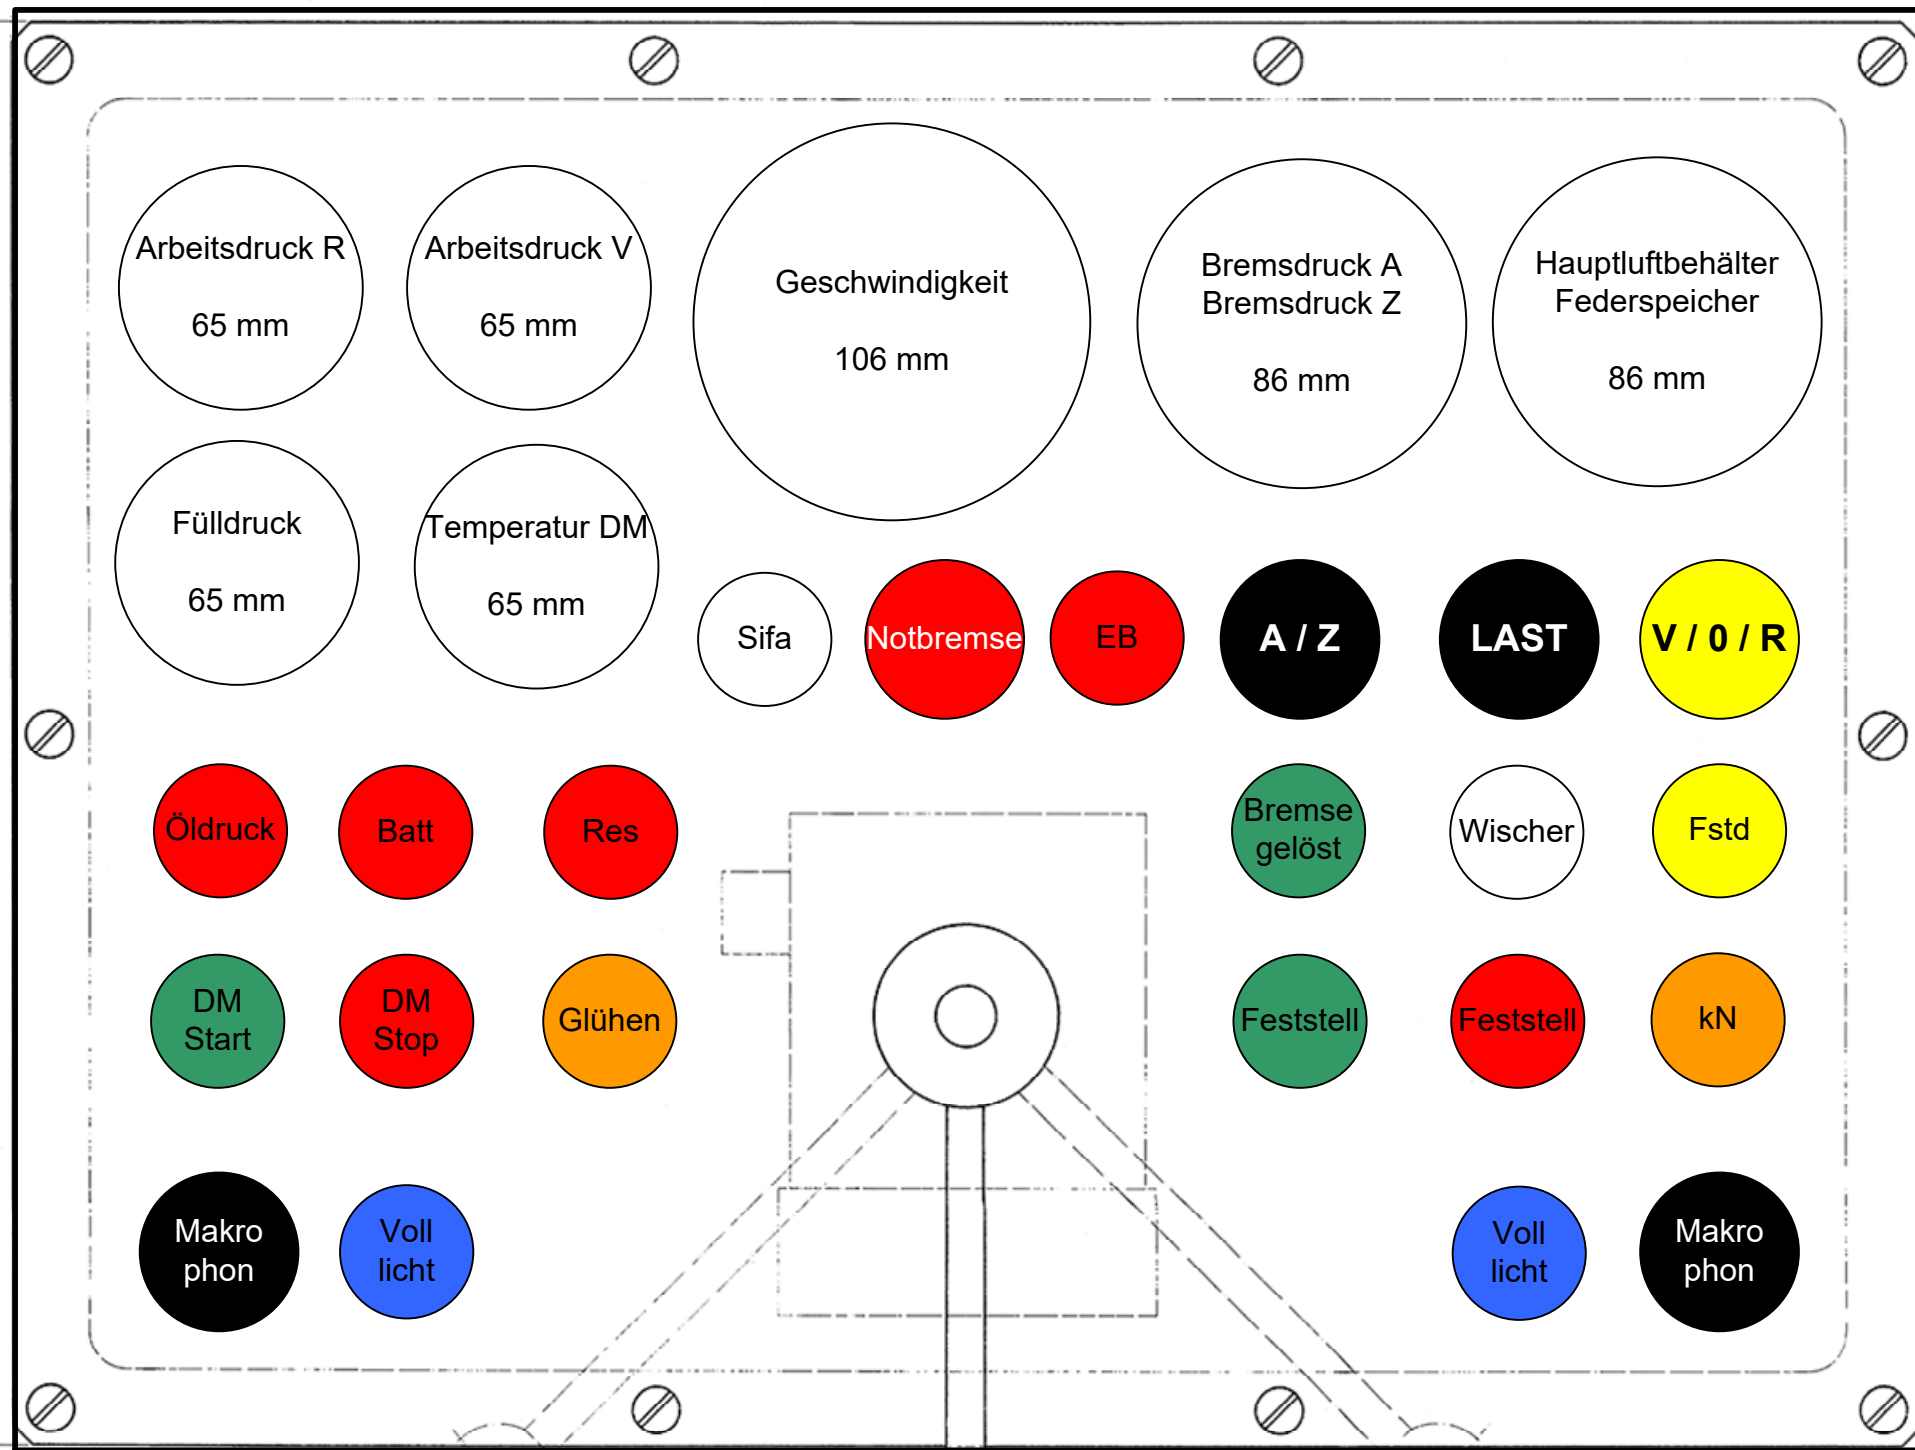 Arbeitsdruck R
65 mm
Arbeitsdruck V
65 mm
Geschwindigkeit
106 mm
Bremsdruck A
Bremsdruck Z
86 mm
Hauptluftbehälter
Federspeicher
86 mm
Fülldruck
65 mm
Temperatur DM
65 mm
Sifa
Notbremse
EB
A / Z
LAST
V / 0 / R
Öldruck
Batt
Res
Bremse
gelöst
Wischer
Fstd
DM
Start
DM
Stop
Glühen
Feststell
Feststell
kN
Makro
phon
Voll
licht
Voll
licht
Makro
phon